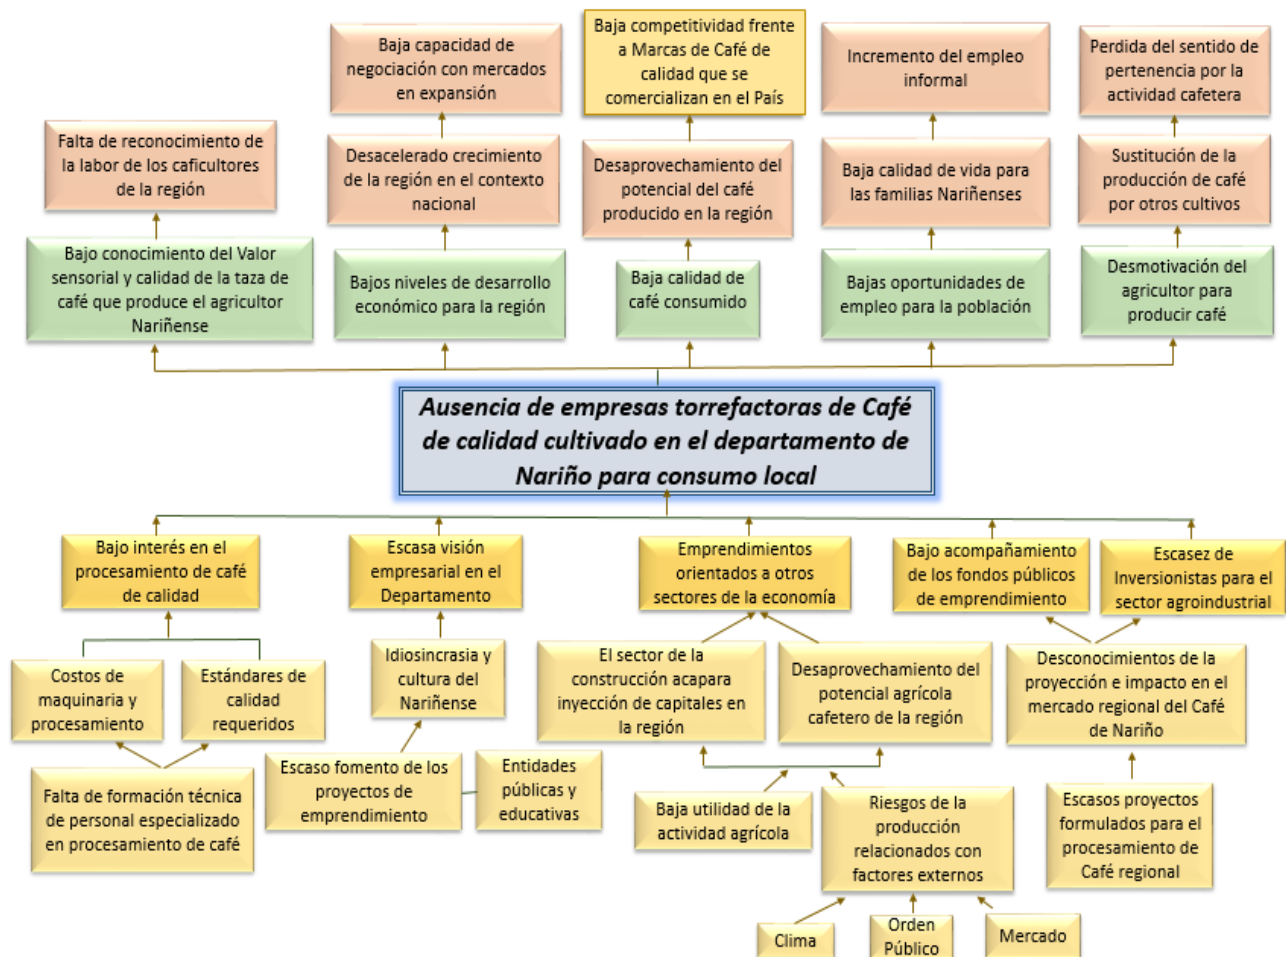 Baja capacidad de
negociación con mercados
en expansión
Baja competitividad frente
a Marcas de Café de
calidad que se
comercializan en el País
Incremento del empleo
informal
Perdida del sentido de
pertenencia por la
actividad cafetera
Falta de reconocimiento de
la labor de los caficultores
de la región
Desacelerado crecimiento
de la región en el contexto
nacional
Desaprovechamiento del
potencial del café
producido en la región
Baja calidad de vida para
las familias Nariñenses
Sustitución de la
producción de café
por otros cultivos
Bajo conocimiento del Valor
sensorial y calidad de la taza de
café que produce el agricultor
Nariñense
Bajos niveles de desarrollo
económico para la región
Baja calidad de
café consumido
Bajas oportunidades de
empleo para la población
Desmotivación del
agricultor para
producir café
Ausencia de empresas torrefactoras de Café
de calidad cultivado en el departamento de
Nariño para consumo local
Bajo interés en el
procesamiento de café
de calidad
Escasa visión
empresarial en el
Departamento
Emprendimientos
orientados a otros
sectores de la economía
Bajo acompañamiento
de los fondos públicos
de emprendimiento
Escasez de
Inversionistas para el
sector agroindustrial
Costos de
maquinaria y
procesamiento
Estándares de
calidad
requeridos
Idiosincrasia y
cultura del
Nariñense
El sector de la
construcción acapara
inyección de capitales en
la región
Desaprovechamiento del
potencial agrícola
cafetero de la región
Desconocimientos de la
proyección e impacto en el
mercado regional del Café
de Nariño
Falta de formación técnica
de personal especializado
en procesamiento de café
Escaso fomento de los
proyectos de
emprendimiento
Entidades
públicas y
educativas
Baja utilidad de la
actividad agrícola
Riesgos de la
producción
relacionados con
factores externos
Escasos proyectos
formulados para el
procesamiento de
Café regional
Clima
Orden
Público
Mercado